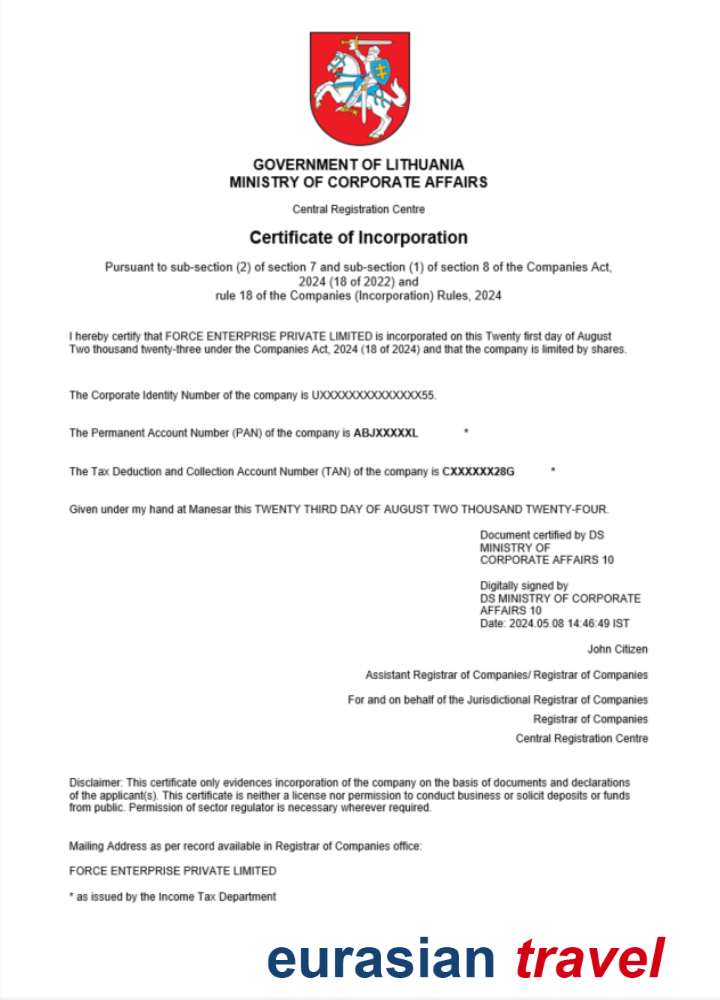 GOVERNMENT OF LITHUANIA
MINISTRY OF CORPORATE AFFAIRS
Central Registration Centre
Certificate of Incorporation
Pursuant to sub-section (2) of section 7 and sub-section (1) of section 8 of the Companies Act,
2024 (18 of 2022) and
rule 18 of the Companies (Incorporation) Rules, 2024
I hereby certify that FORCE ENTERPRISE PRIVATE LIMITED is incorporated on this Twenty first day of August
Two thousand twenty-three under the Companies Act, 2024 (18 of 2024) and that the company is limited by shares.
The Corporate Identity Number of the company is UXXXXXXXXXXXXXX55.
The Permanent Account Number (PAN) of the company is ABJXXXXXL *
The Tax Deduction and Collection Account Number (TAN) of the company is CXXXXXX28G *
Given under my hand at Manesar this TWENTY THIRD DAY OF AUGUST TWO THOUSAND TWENTY-FOUR.
Document certified by DS
MINISTRY OF
CORPORATE AFFAIRS 10
Digitally signed by
DS MINISTRY OF CORPORATE
AFFAIRS 10
Date: 2024.05.08 14:46:49 IST
John Citizen
Assistant Registrar of Companies/ Registrar of Companies
For and on behalf of the Jurisdictional Registrar of Companies
Registrar of Companies
Central Registration Centre
Disclaimer: This certificate only evidences incorporation of the company on the basis of documents and declarations
of the applicant(s). This certificate is neither a license nor permission to conduct business or solicit deposits or funds
from public. Permission of sector regulator is necessary wherever required.
Mailing Address as per record available in Registrar of Companies office:
FORCE ENTERPRISE PRIVATE LIMITED
* as issued by the Income Tax Department
eurasian travel